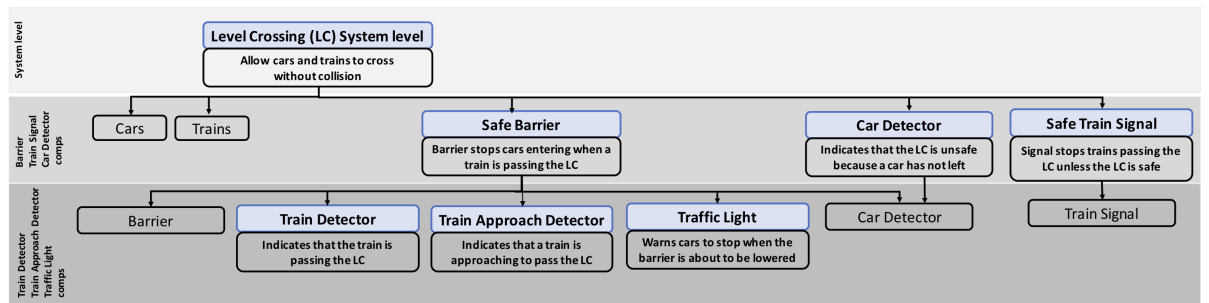 System level
Level Crossing (LC) System level
Allow cars and trains to cross
without collision
Barrier
Train Signal
Car Detector
comps
Cars
Trains
Safe Barrier
Barrier stops cars entering when a
train is passing the LC
Car Detector
Indicates that the LC is unsafe
because a car has not left
Safe Train Signal
Signal stops trains passing the
LC unless the LC is safe
Train Detector
Train Approach Detector
Traffic Light
comps
Barrier
Train Detector
Indicates that the train is
passing the LC
Train Approach Detector
Indicates that a train is
approaching to pass the LC
Traffic Light
Warns cars to stop when the
barrier is about to be lowered
Car Detector
Train Signal